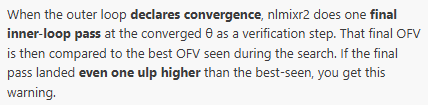 When the outer loop declares convergence, nlmixr2 does one final
inner-loop pass at the converged θ as a verification step. That final OFV
is then compared to the best OFV seen during the search. If the final
pass landed even one ulp higher than the best-seen, you get this
warning.